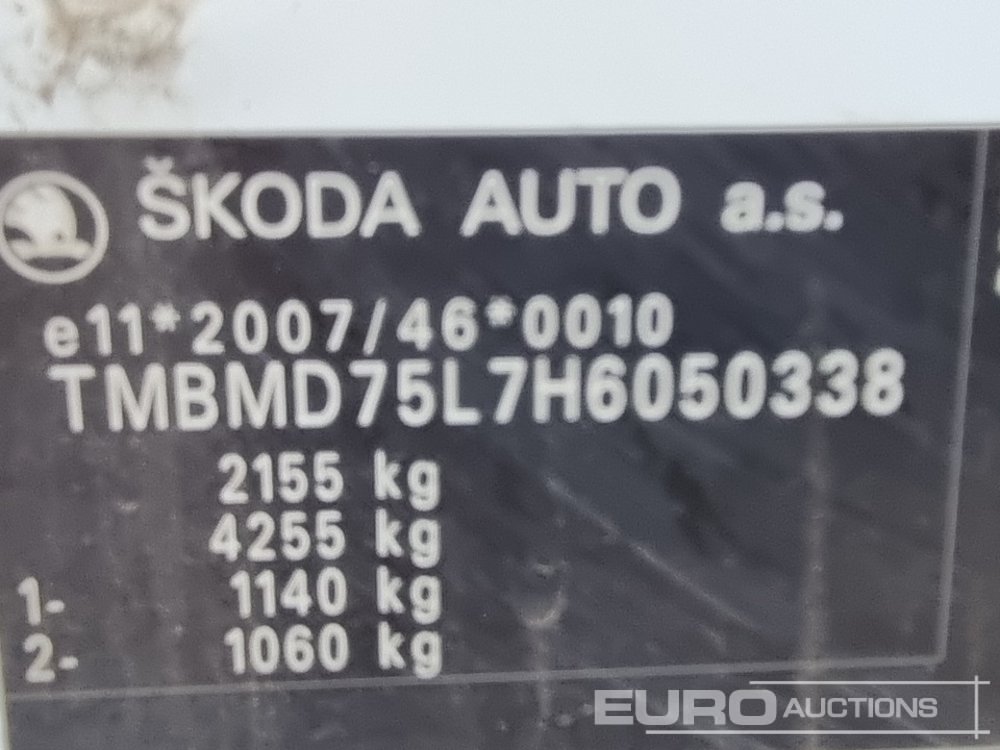 ŠKODA AUTO a.s.
e11*2007/46*0010
TMBMD75L7H6050338
2155 kg
4255 kg
1- 1140 kg
2- 1060 kg
EURO AUCTIONS